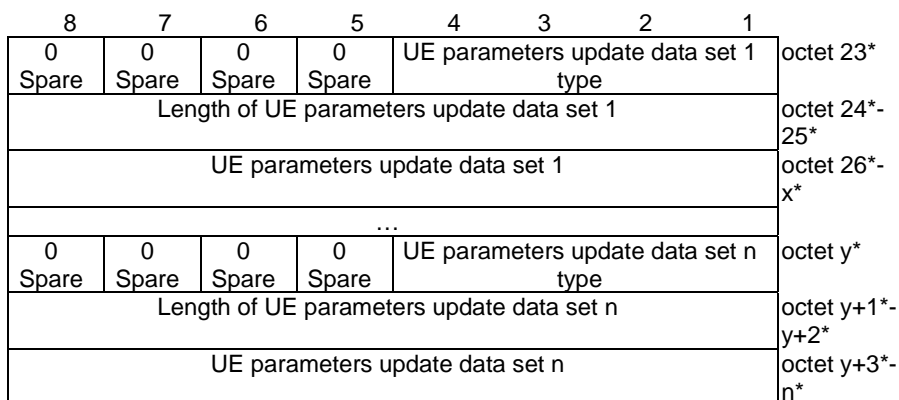 8 7 6 5 4 3 2 1
0 0 0 0 UE parameters update data set 1 octet 23*
Spare Spare Spare Spare type
Length of UE parameters update data set 1 octet 24*-
25*
UE parameters update data set 1 octet 26*-
x*
…
0 0 0 0 UE parameters update data set n octet y*
Spare Spare Spare Spare type
Length of UE parameters update data set n octet y+1*-
y+2*
UE parameters update data set n octet y+3*-
n*